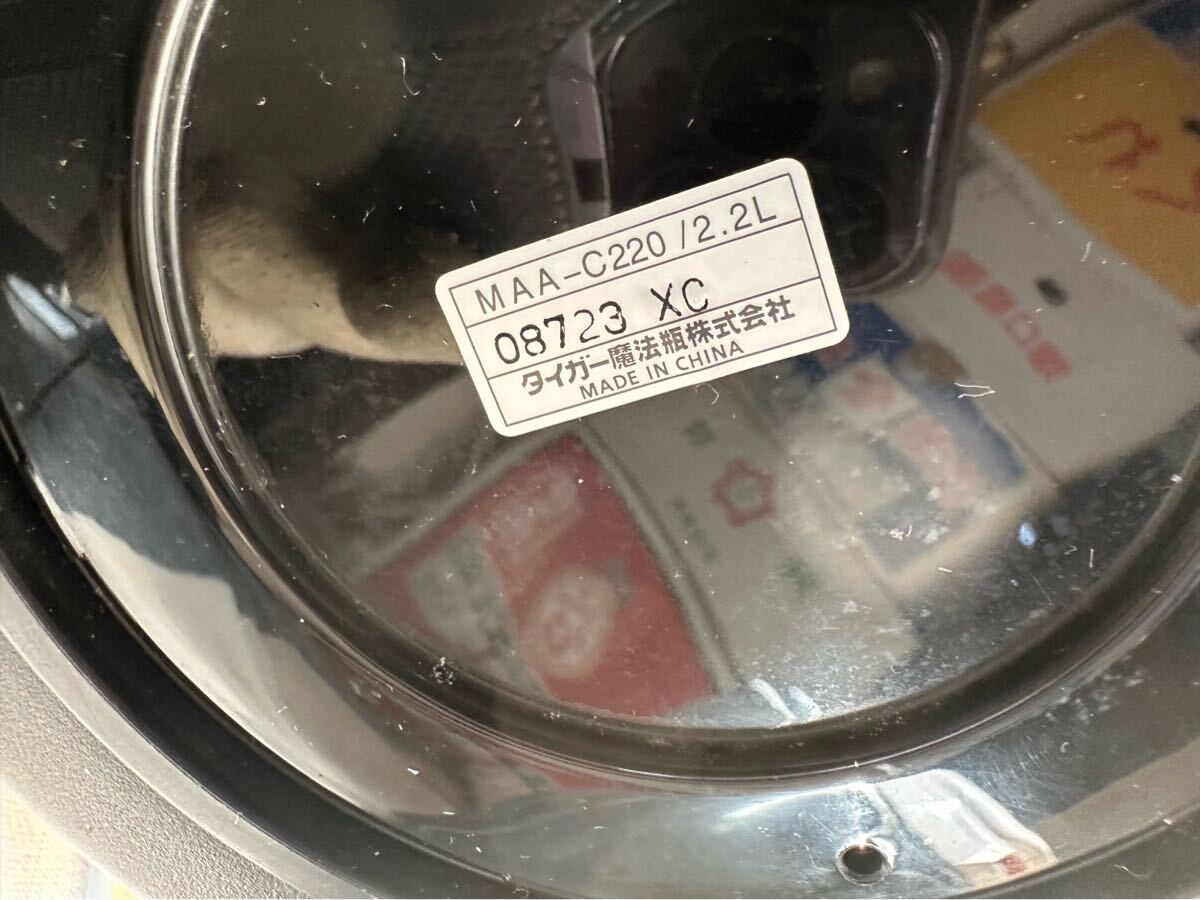 MAA-C220 /2.2L
08723 XC
タイガー魔法瓶株式会社
MADE IN CHINA